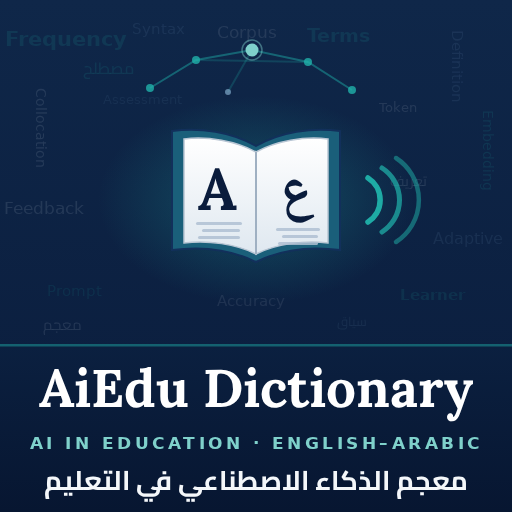 Syntax
Corpus
Frequency
Terms
Definition
مصطلح
Assessment
Collocation
Token
Embedding
A
ع
تعريف
Feedback
Adaptive
Prompt
Accuracy
Learner
معجم
سياق
AiEdu Dictionary
AI IN EDUCATION · ENGLISH–ARABIC
معجم الذكاء الاصطناعي في التعليم